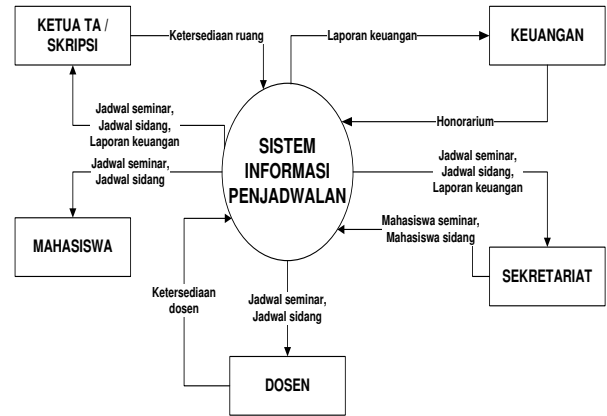 KETUA TA /
SKRIPSI
Ketersediaan ruang
Laporan keuangan
KEUANGAN
Jadwal seminar,
Jadwal sidang,
Laporan keuangan
Honorarium
SISTEM
INFORMASI
PENJADWALAN
Jadwal seminar,
Jadwal sidang,
Laporan keuangan
Jadwal seminar,
Jadwal sidang
MAHASISWA
Mahasiswa seminar,
Mahasiswa sidang
SEKRETARIAT
Ketersediaan
dosen
Jadwal seminar,
Jadwal sidang
DOSEN